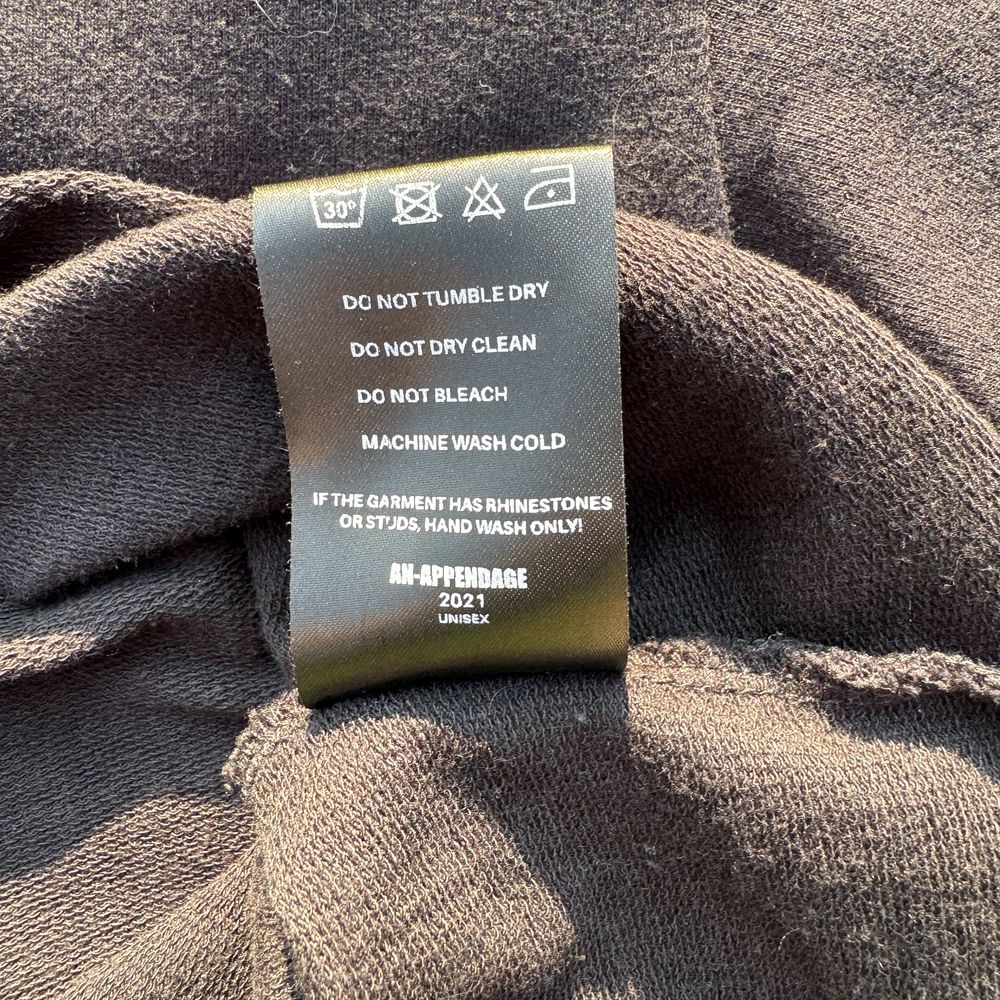 30°
DO NOT TUMBLE DRY
DO NOT DRY CLEAN
DO NOT BLEACH
MACHINE WASH COLD
IF THE GARMENT HAS RHINESTONES
OR STUDS, HAND WASH ONLY!
AN-APPENDAGE
2021
UNISEX